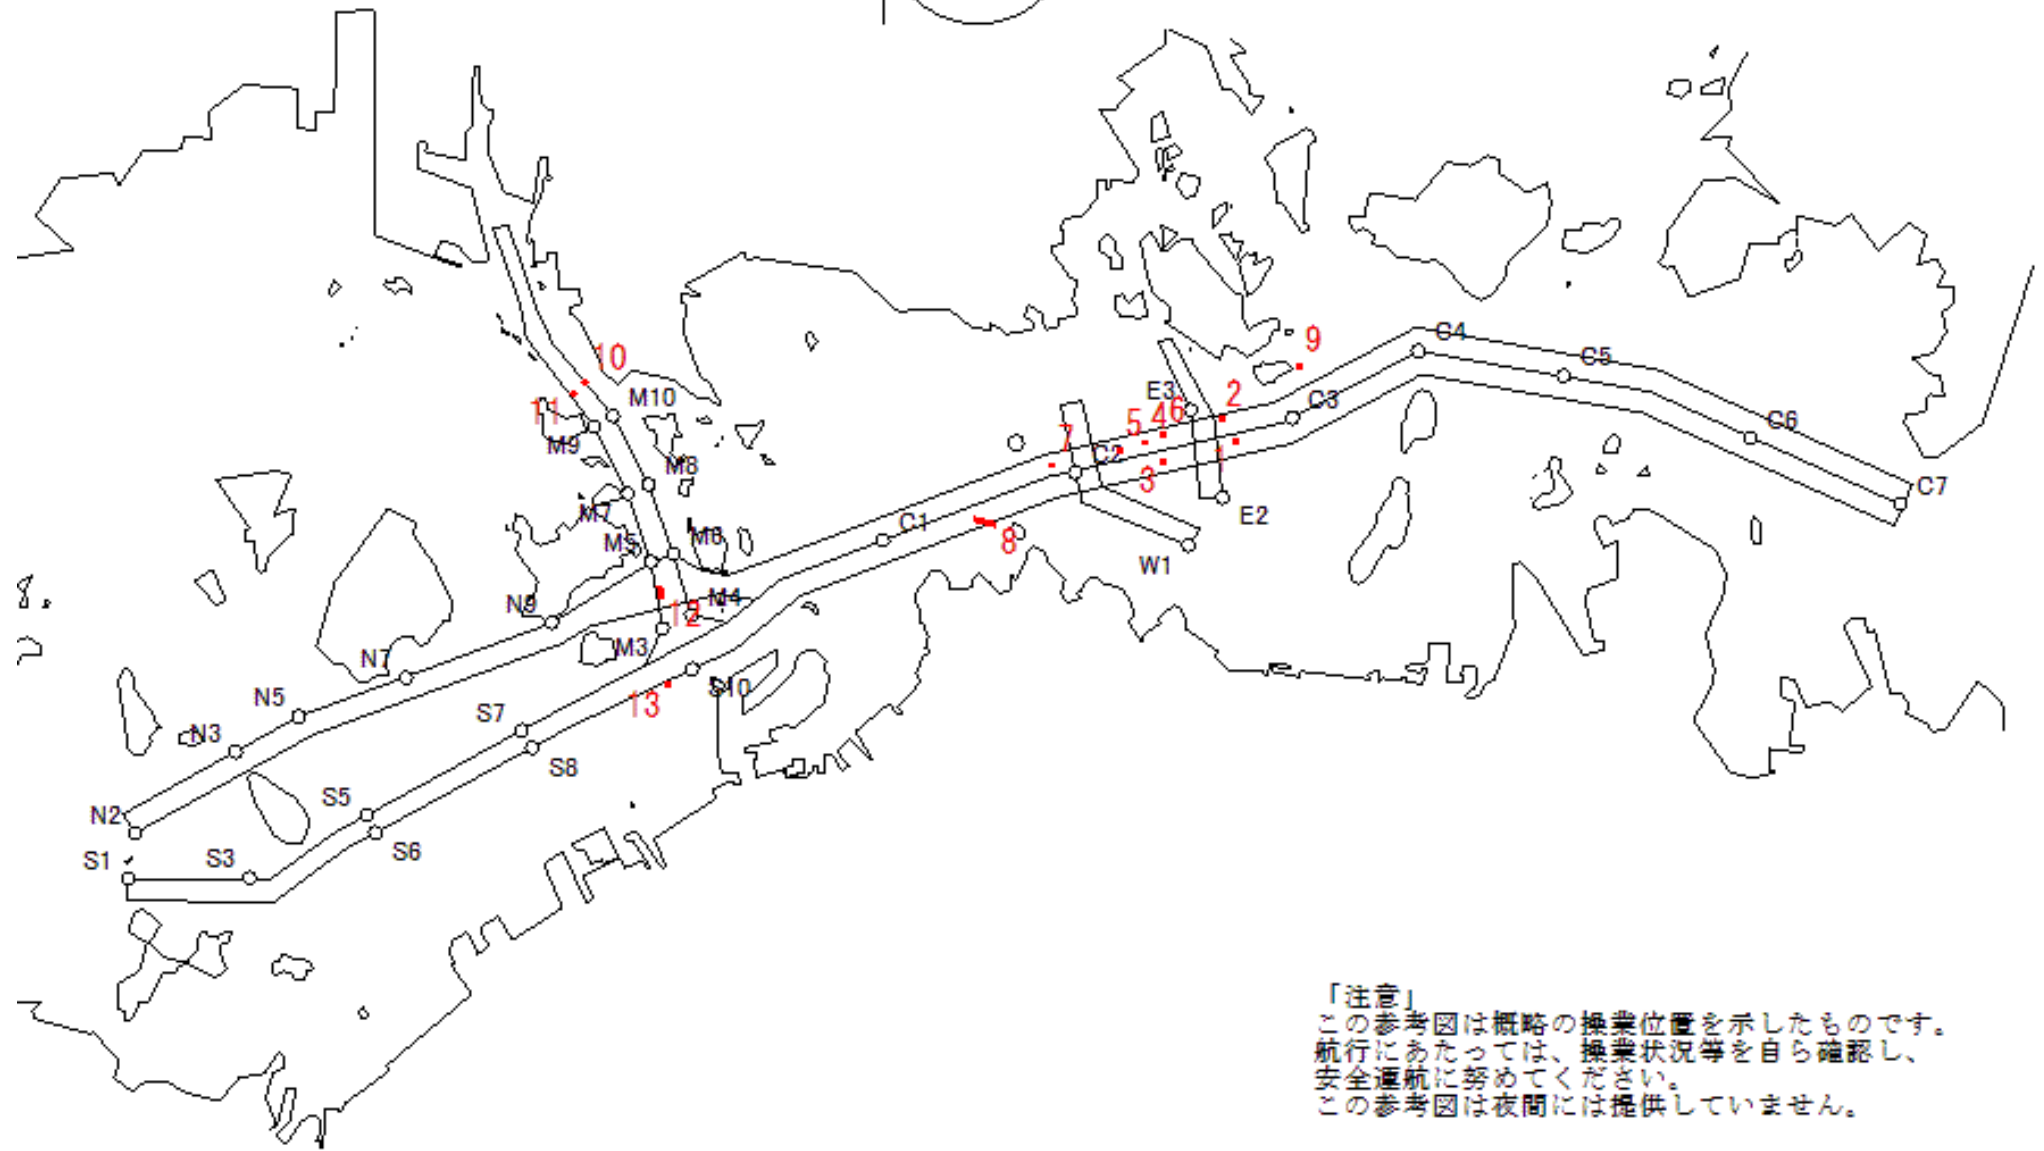 9
C4
10
C5
2
M10
E3
6
C3
11
5
4
C6
7
M9
C2
1
M8
3
C7
M7
E2
C1
M6
M5
8
W1
M4
N9
12
M3
N7
S10
N5
13
S7
N3
S8
S5
N2
S6
S1
S3
「注意」
この参考図は概略の操業位置を示したものです。
航行にあたっては、操業状況等を自ら確認し、
安全運航に努めてください。
この参考図は夜間には提供していません。